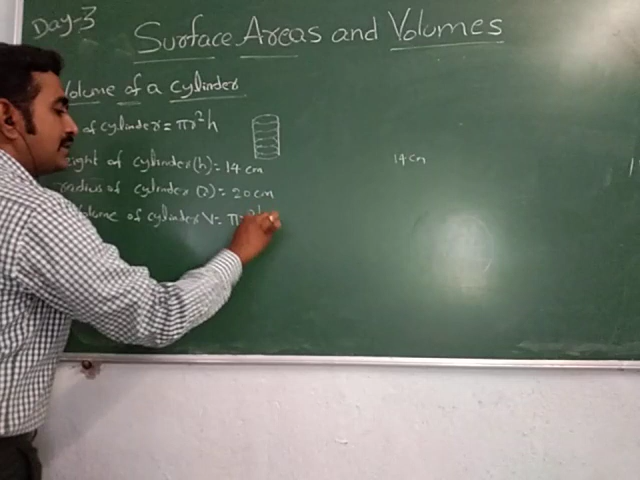 Day-3
Surface Areas and Volumes
Volume of a cylinder
of cylinder = πr²h
eight of cylinder (h) = 14 cm
radius of cylinder (r) = 20 cm
Volume of cylinder V = π
14 cm